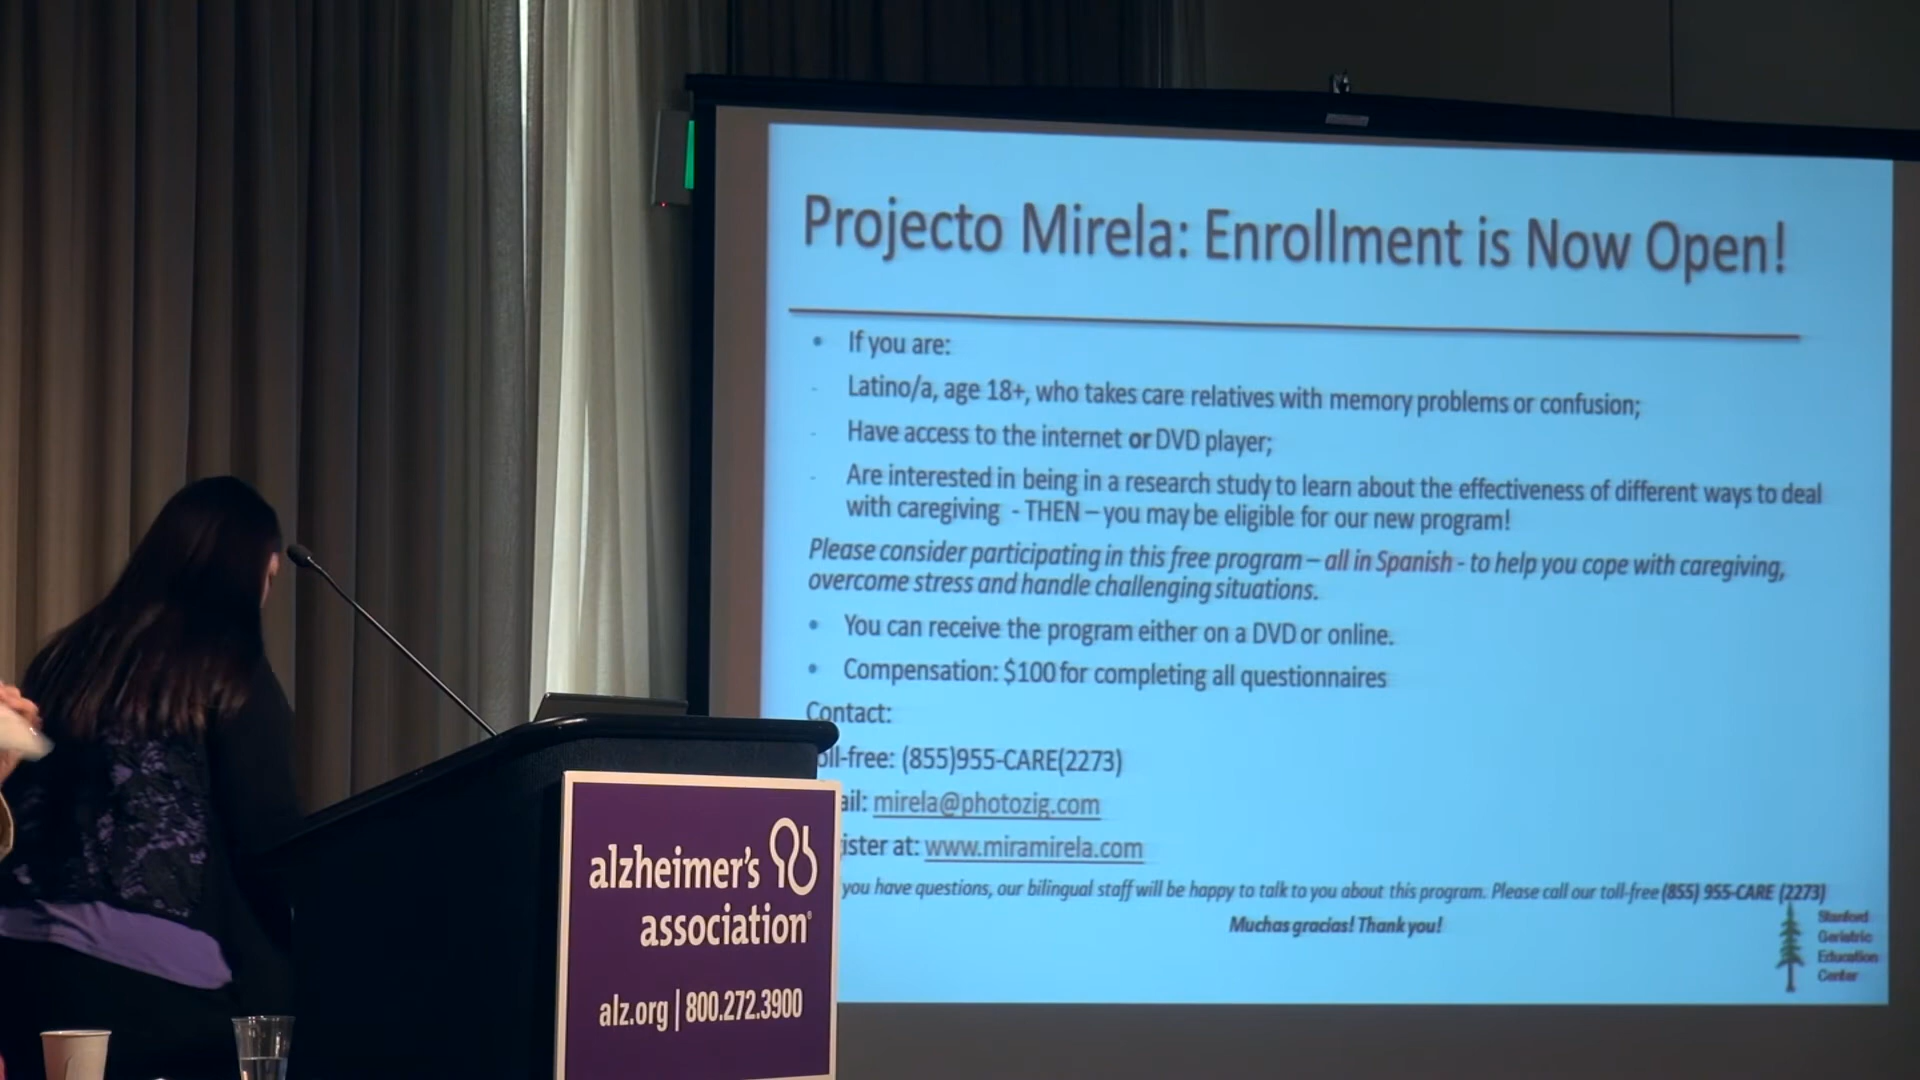 Projecto Mirela: Enrollment is Now Open!
• If you are:
- Latino/a, age 18+, who takes care relatives with memory problems or confusion;
- Have access to the internet or DVD player;
- Are interested in being in a research study to learn about the effectiveness of different ways to deal
with caregiving - THEN – you may be eligible for our new program!
Please consider participating in this free program – all in Spanish - to help you cope with caregiving,
overcome stress and handle challenging situations.
• You can receive the program either on a DVD or online.
• Compensation: $100 for completing all questionnaires
Contact:
oll-free: (855)955-CARE(2273)
ail: mirela@photozig.com
ister at: www.miramirela.com
you have questions, our bilingual staff will be happy to talk to you about this program. Please call our toll-free (855) 955-CARE (2273)
Muchas gracias! Thank you!
Stanford
Geriatric
Education
Center
alzheimer's
association®
alz.org | 800.272.3900